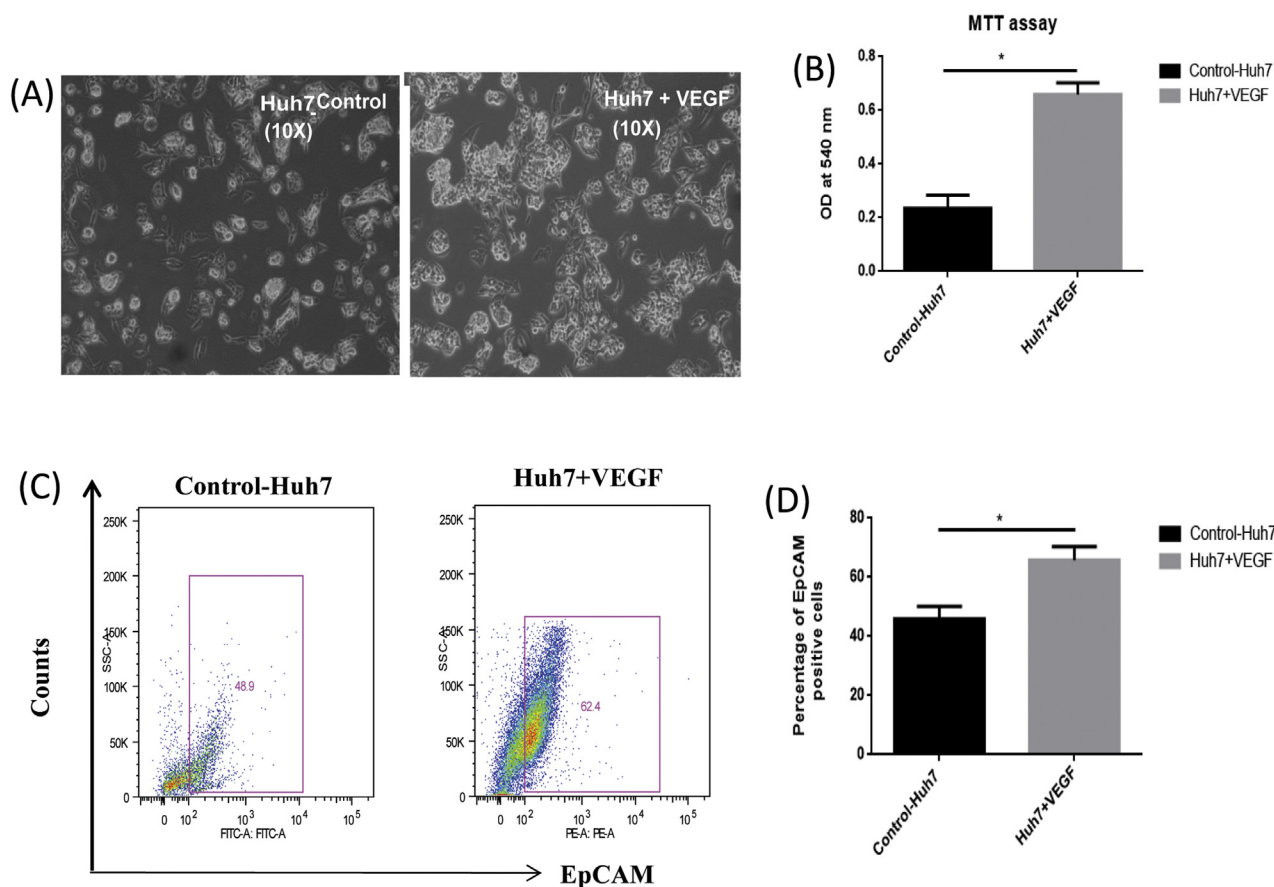 (A)
Huh7-Control
(10X)
Huh7 + VEGF
(10X)
(B)
MTT assay
OD at 540 nm
0.8
0.6
0.4
0.2
0.0
*
Control-Huh7
Huh7+VEGF
Control-Huh7
Huh7+VEGF
(C)
Counts
Control-Huh7
250K
200K
150K
100K
50K
0
SSC-A
48.9
0 10^2 10^3 10^4 10^5
FITC-A: FITC-A
Huh7+VEGF
250K
200K
150K
100K
50K
0
SSC-A
62.4
0 10^2 10^3 10^4 10^5
PE-A: PE-A
EpCAM
(D)
Percentage of EpCAM
positive cells
80
60
40
20
0
*
Control-Huh7
Huh7+VEGF
Control-Huh7
Huh7+VEGF